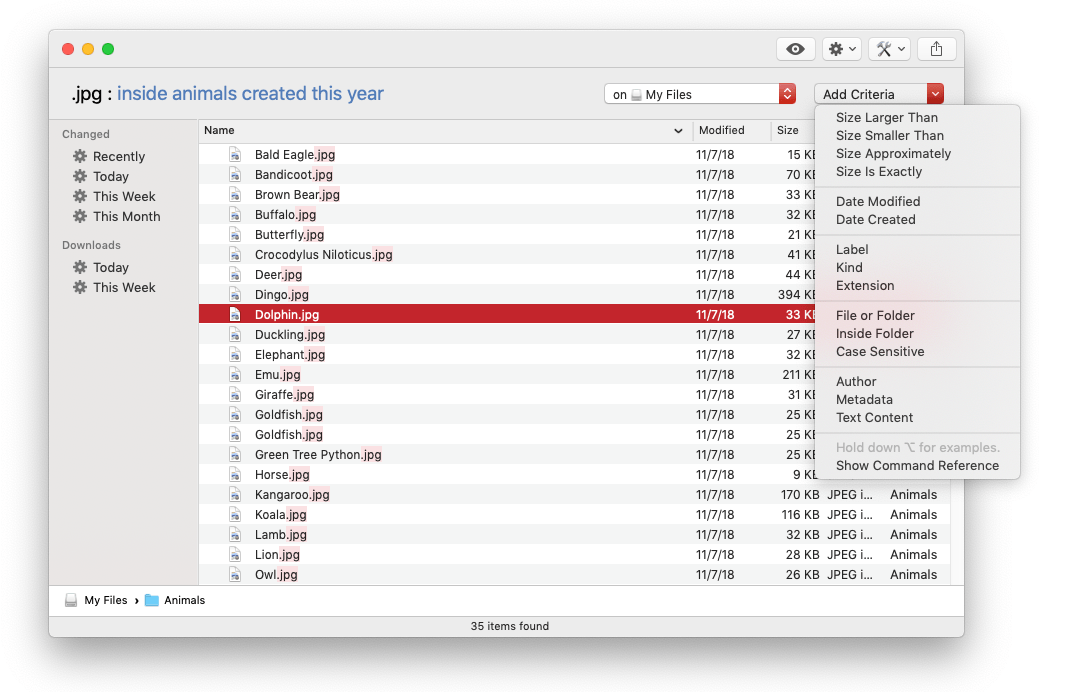 .jpg : inside animals created this year
on My Files
Add Criteria
Changed
Recently
Today
This Week
This Month
Downloads
Today
This Week
Name Modified Size
Bald Eagle.jpg 11/7/18 15 KB
Bandicoot.jpg 11/7/18 70 KB
Brown Bear.jpg 11/7/18 33 KB
Buffalo.jpg 11/7/18 32 KB
Butterfly.jpg 11/7/18 21 KB
Crocodylus Niloticus.jpg 11/7/18 41 KB
Deer.jpg 11/7/18 44 KB
Dingo.jpg 11/7/18 394 KB
Dolphin.jpg 11/7/18 33 KB
Duckling.jpg 11/7/18 27 KB
Elephant.jpg 11/7/18 32 KB
Emu.jpg 11/7/18 211 KB
Giraffe.jpg 11/7/18 31 KB
Goldfish.jpg 11/7/18 25 KB
Goldfish.jpg 11/7/18 25 KB
Green Tree Python.jpg 11/7/18 25 KB
Horse.jpg 11/7/18 9 KB
Kangaroo.jpg 11/7/18 170 KB JPEG i... Animals
Koala.jpg 11/7/18 116 KB JPEG i... Animals
Lamb.jpg 11/7/18 32 KB JPEG i... Animals
Lion.jpg 11/7/18 28 KB JPEG i... Animals
Owl.jpg 11/7/18 26 KB JPEG i... Animals
Size Larger Than
Size Smaller Than
Size Approximately
Size Is Exactly
Date Modified
Date Created
Label
Kind
Extension
File or Folder
Inside Folder
Case Sensitive
Author
Metadata
Text Content
Hold down ⌥ for examples.
Show Command Reference
My Files › Animals
35 items found